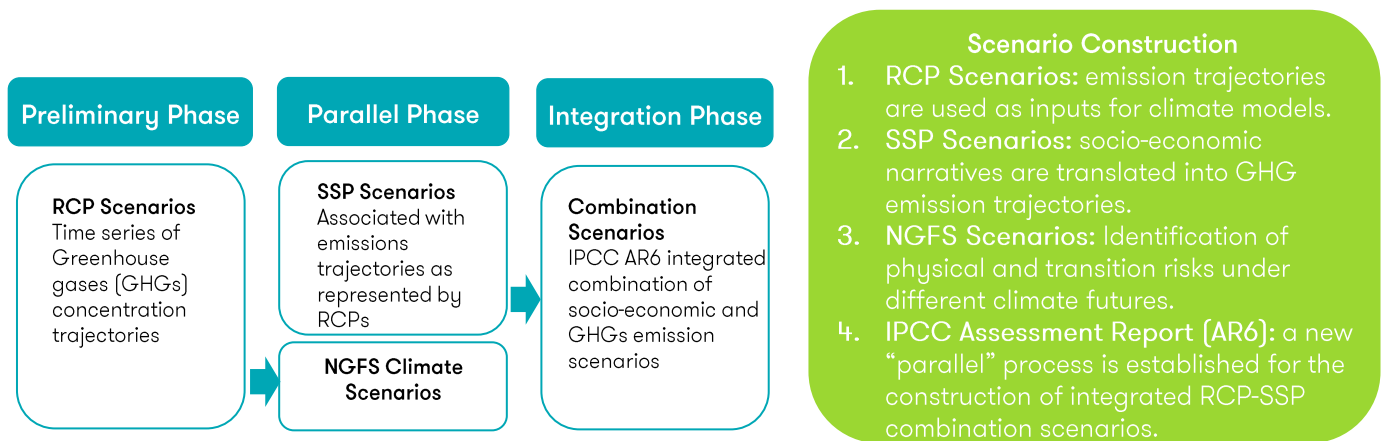 Preliminary Phase
RCP Scenarios
Time series of
Greenhouse
gases (GHGs)
concentration
trajectories
Parallel Phase
SSP Scenarios
Associated with
emissions
trajectories as
represented by
RCPs
NGFS Climate
Scenarios
Integration Phase
Combination
Scenarios
IPCC AR6 integrated
combination of
socio-economic and
GHGs emission
scenarios
Scenario Construction
1. RCP Scenarios: emission trajectories
are used as inputs for climate models.
2. SSP Scenarios: socio-economic
narratives are translated into GHG
emission trajectories.
3. NGFS Scenarios: Identification of
physical and transition risks under
different climate futures.
4. IPCC Assessment Report (AR6): a new
“parallel” process is established for the
construction of integrated RCP-SSP
combination scenarios.